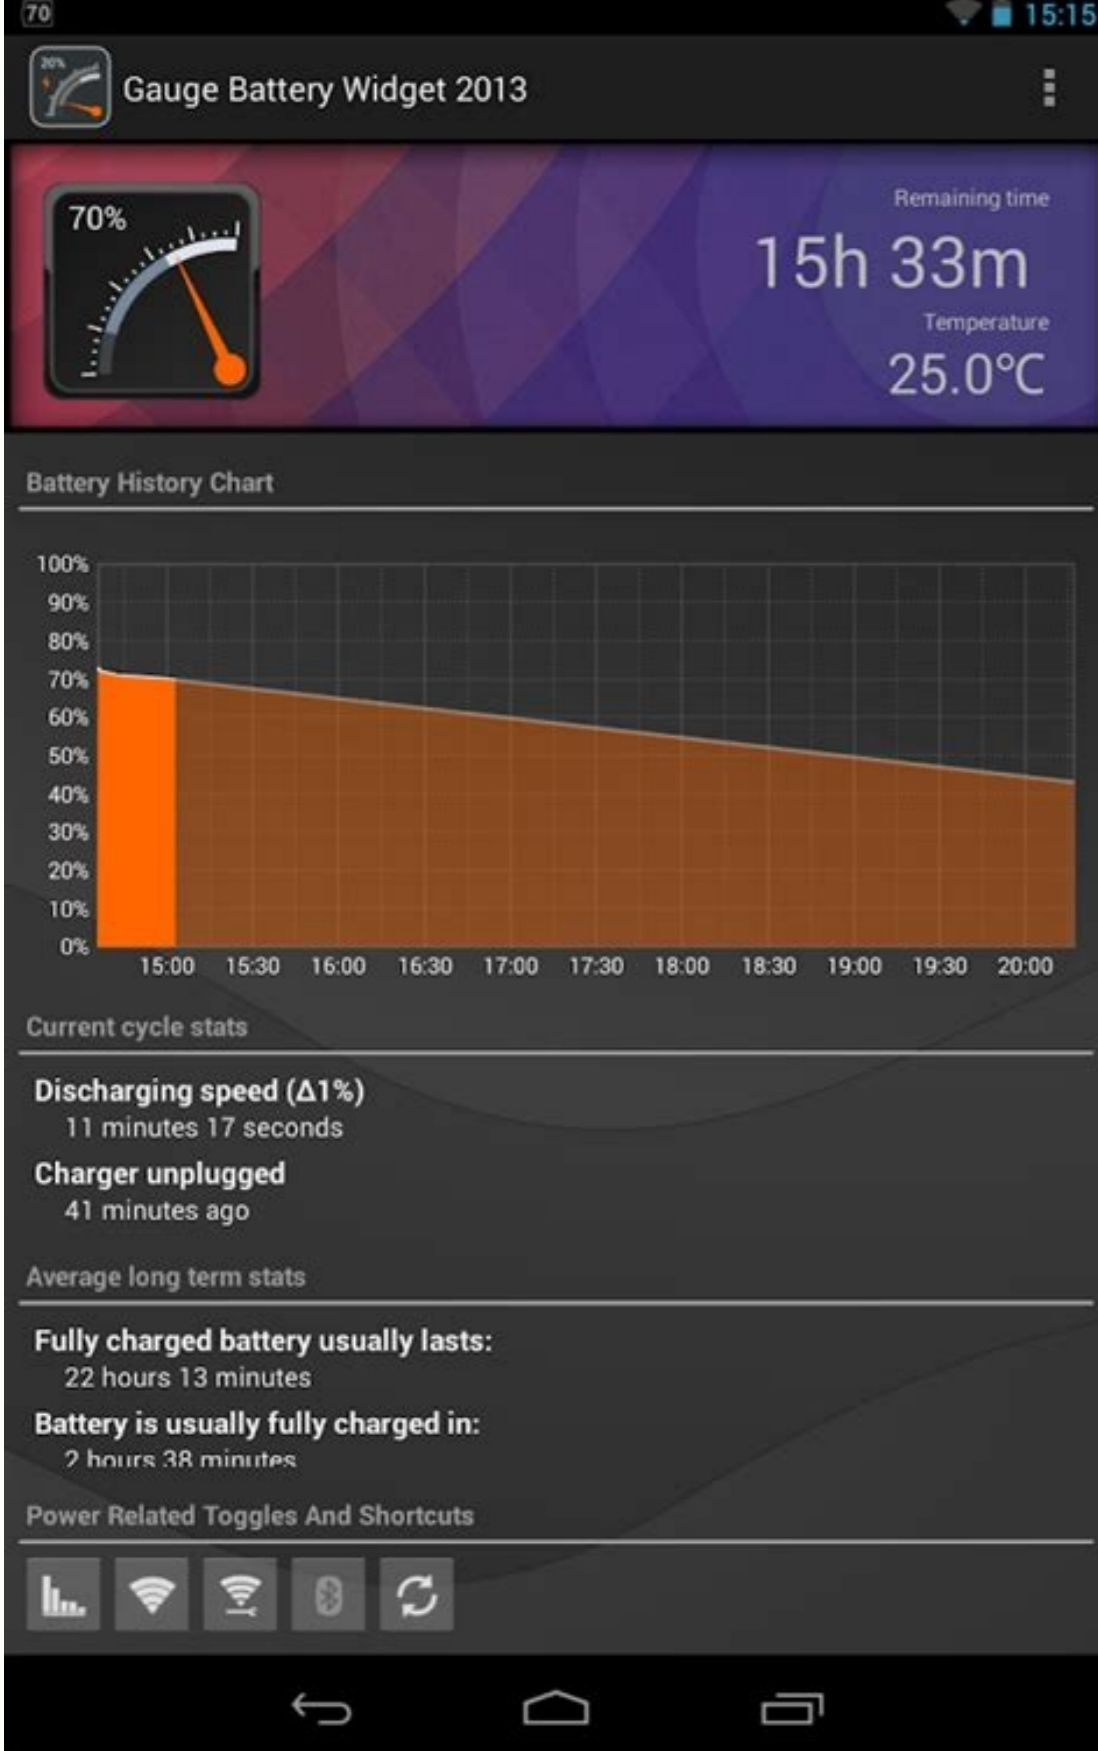 70
15:15
20%
Gauge Battery Widget 2013
70%
Remaining time
15h 33m
Temperature
25.0°C
Battery History Chart
100%
90%
80%
70%
60%
50%
40%
30%
20%
10%
0%
15:00 15:30 16:00 16:30 17:00 17:30 18:00 18:30 19:00 19:30 20:00
Current cycle stats
Discharging speed (Δ1%)
11 minutes 17 seconds
Charger unplugged
41 minutes ago
Average long term stats
Fully charged battery usually lasts:
22 hours 13 minutes
Battery is usually fully charged in:
2 hours 38 minutes
Power Related Toggles And Shortcuts